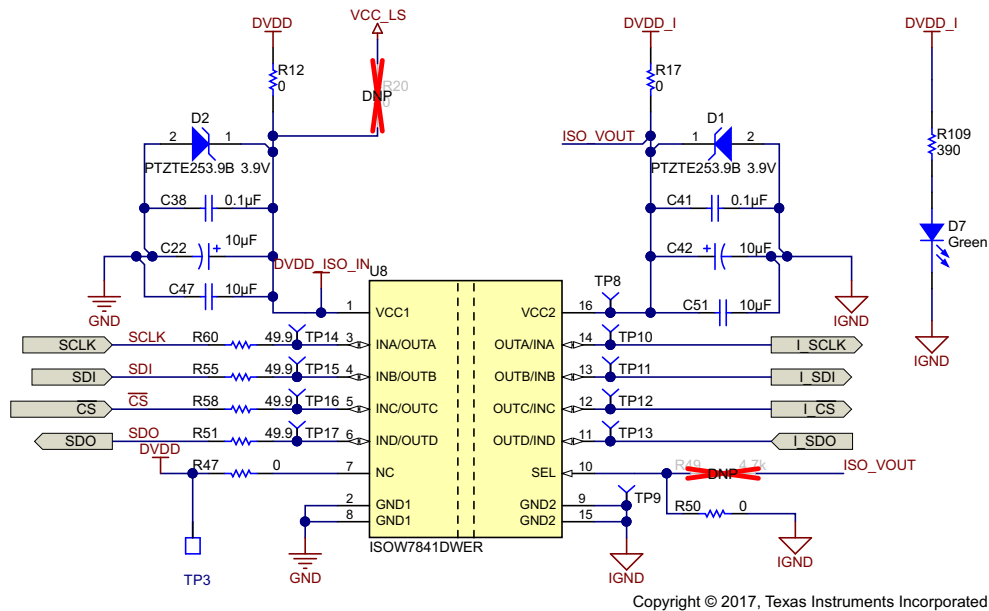 DVDD
VCC_LS
DVDD_I
DVDD_I
R12
0
R20
0
DNP
R17
0
D2
2 1
PTZTE253.9B 3.9V
ISO_VOUT
D1
1 2
PTZTE253.9B 3.9V
R109
390
C38 0.1µF
C41 0.1µF
C22 10µF
C42 10µF
D7
Green
DVDD_ISO_IN
C47 10µF
C51 10µF
GND
IGND
IGND
U8
TP8
1 VCC1
VCC2 16
SCLK SCLK R60 49.9 TP14 3 INA/OUTA
OUTA/INA 14 TP10 I_SCLK
SDI SDI R55 49.9 TP15 4 INB/OUTB
OUTB/INB 13 TP11 I_SDI
CS CS R58 49.9 TP16 5 INC/OUTC
OUTC/INC 12 TP12 I_CS
SDO SDO R51 49.9 TP17 6 IND/OUTD
OUTD/IND 11 TP13 I_SDO
DVDD
R47 0 7 NC
SEL 10 R49 4.7k DNP ISO_VOUT
2 GND1
8 GND1
GND2 9
GND2 15
TP9
R50 0
ISOW7841DWER
TP3
GND
IGND
IGND
Copyright © 2017, Texas Instruments Incorporated